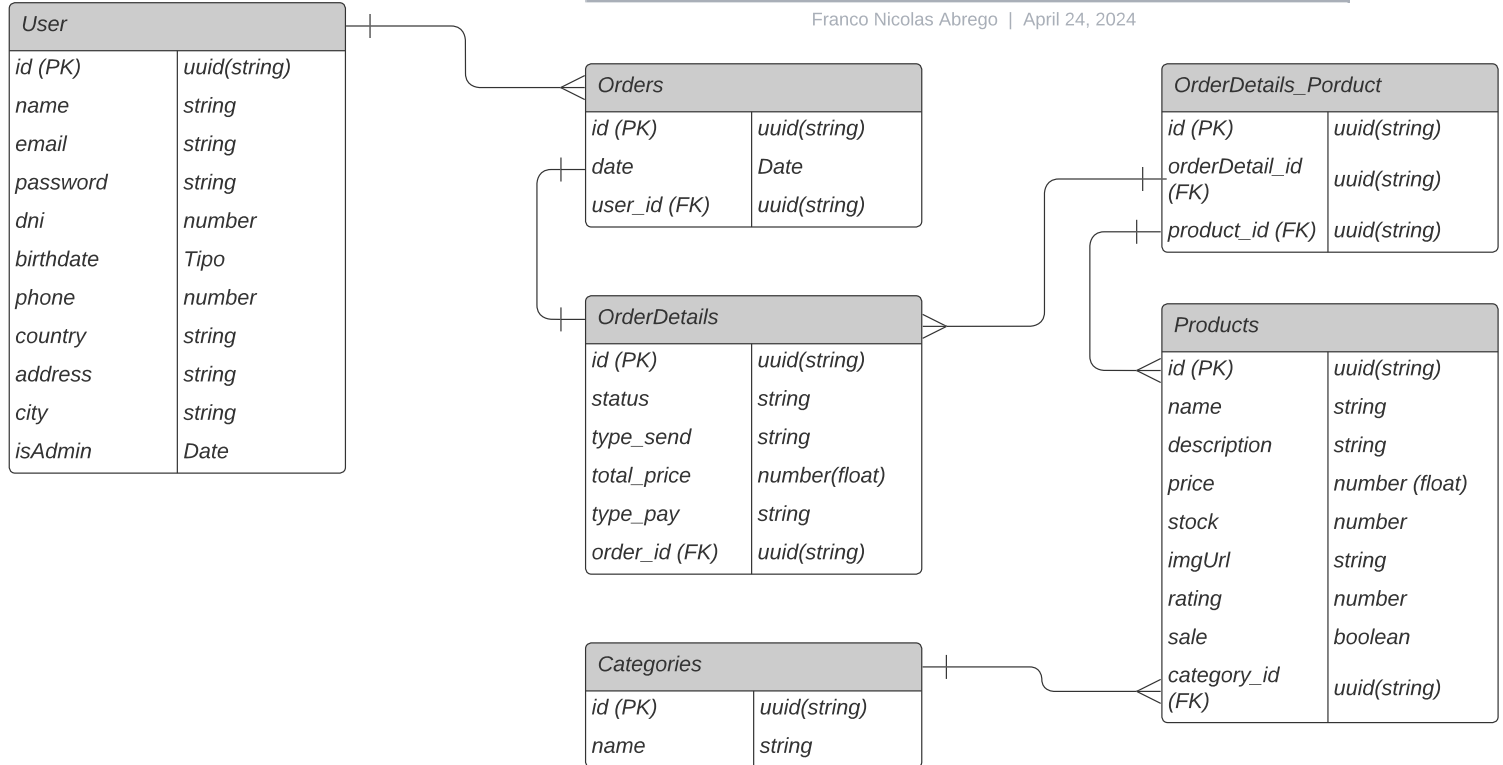 Franco Nicolas Abrego | April 24, 2024
User
id (PK) uuid(string)
name string
email string
password string
dni number
birthdate Tipo
phone number
country string
address string
city string
isAdmin Date
Orders
id (PK) uuid(string)
date Date
user_id (FK) uuid(string)
OrderDetails
id (PK) uuid(string)
status string
type_send string
total_price number(float)
type_pay string
order_id (FK) uuid(string)
Categories
id (PK) uuid(string)
name string
OrderDetails_Porduct
id (PK) uuid(string)
orderDetail_id
(FK) uuid(string)
product_id (FK) uuid(string)
Products
id (PK) uuid(string)
name string
description string
price number (float)
stock number
imgUrl string
rating number
sale boolean
category_id
(FK) uuid(string)